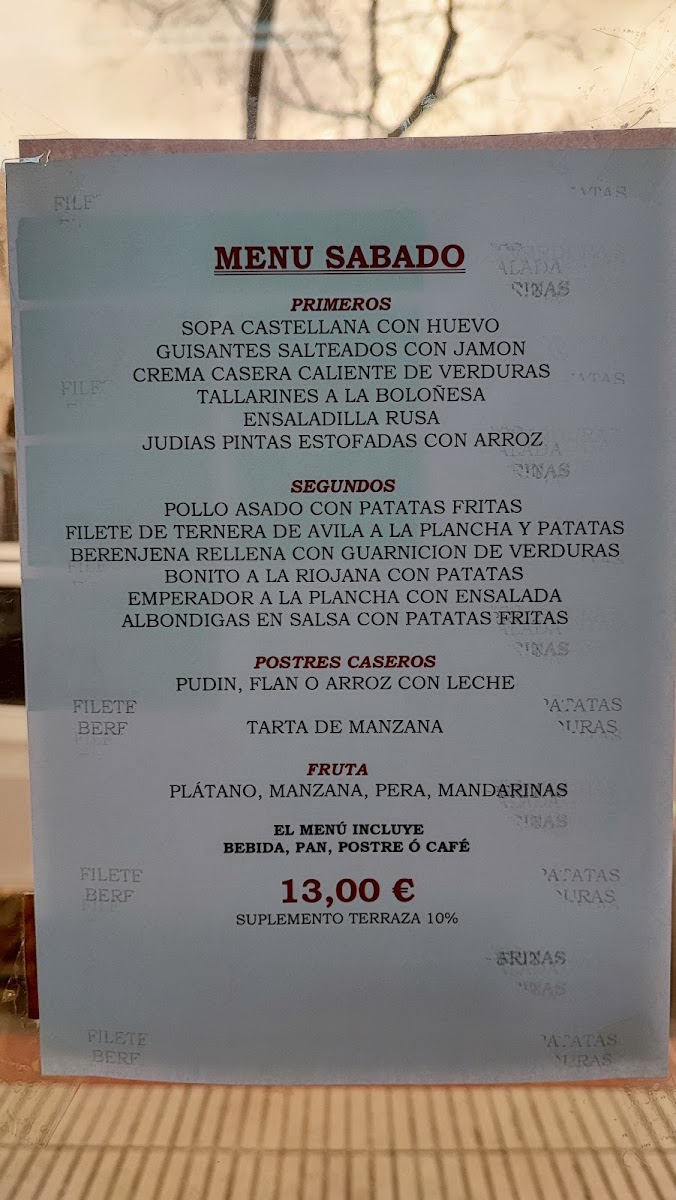 MENU SABADO
PRIMEROS
SOPA CASTELLANA CON HUEVO
GUISANTES SALTEADOS CON JAMON
CREMA CASERA CALIENTE DE VERDURAS
TALLARINES A LA BOLOÑESA
ENSALADILLA RUSA
JUDIAS PINTAS ESTOFADAS CON ARROZ
SEGUNDOS
POLLO ASADO CON PATATAS FRITAS
FILETE DE TERNERA DE AVILA A LA PLANCHA Y PATATAS
BERENJENA RELLENA CON GUARNICION DE VERDURAS
BONITO A LA RIOJANA CON PATATAS
EMPERADOR A LA PLANCHA CON ENSALADA
ALBONDIGAS EN SALSA CON PATATAS FRITAS
POSTRES CASEROS
PUDIN, FLAN O ARROZ CON LECHE
TARTA DE MANZANA
FRUTA
PLÁTANO, MANZANA, PERA, MANDARINAS
EL MENÚ INCLUYE
BEBIDA, PAN, POSTRE Ó CAFÉ
13,00 €
SUPLEMENTO TERRAZA 10%